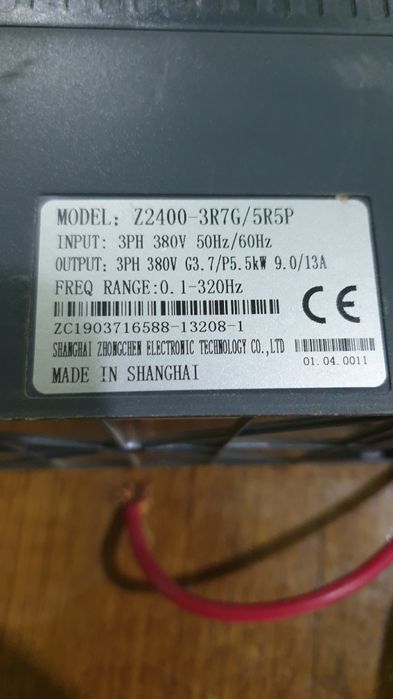 MODEL: Z2400-3R7G/5R5P
INPUT: 3PH 380V 50Hz/60Hz
OUTPUT: 3PH 380V G3.7/P5.5kW 9.0/13A
FREQ RANGE:0.1-320Hz
CE
ZC1903716588-13208-1
SHANGHAI ZHONGCHEN ELECTRONIC TECHNOLOGY CO.,LTD
01.04.0011
MADE IN SHANGHAI